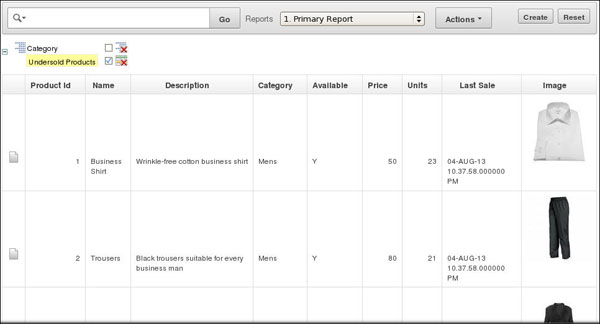 Go Reports 1. Primary Report Actions Create Reset
Category
Undersold Products
Product Id Name Description Category Available Price Units Last Sale Image
1 Business Shirt Wrinkle-free cotton business shirt Mens Y 50 23 04-AUG-13 10.37.58.000000 PM
2 Trousers Black trousers suitable for every business man Mens Y 80 21 04-AUG-13 10.37.58.000000 PM